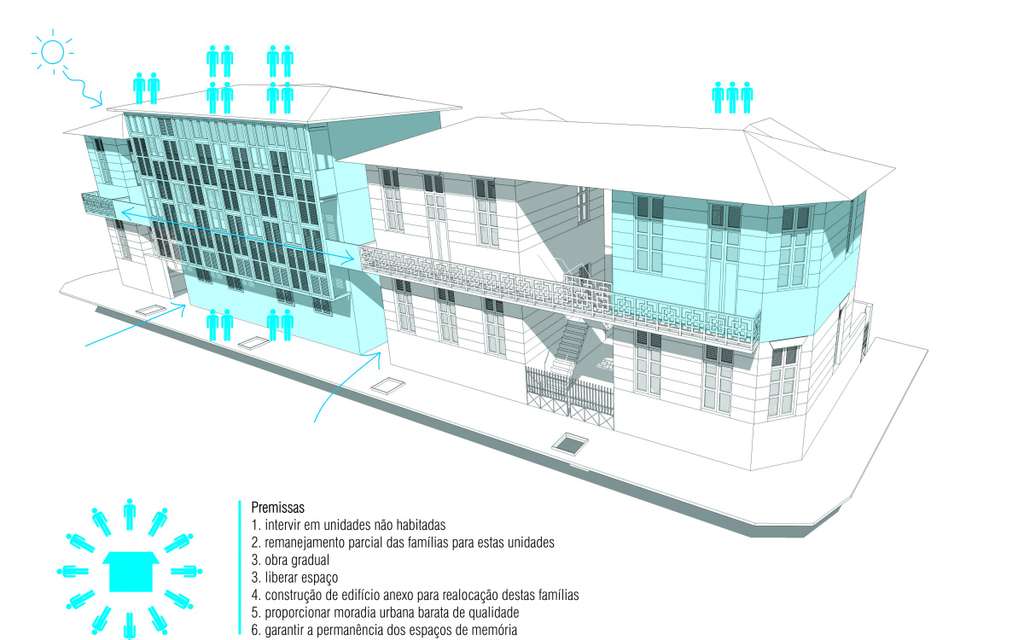 Premissas
1. intervir em unidades não habitadas
2. remanejamento parcial das famílias para estas unidades
3. obra gradual
3. liberar espaço
4. construção de edifício anexo para realocação destas famílias
5. proporcionar moradia urbana barata de qualidade
6. garantir a permanência dos espaços de memória